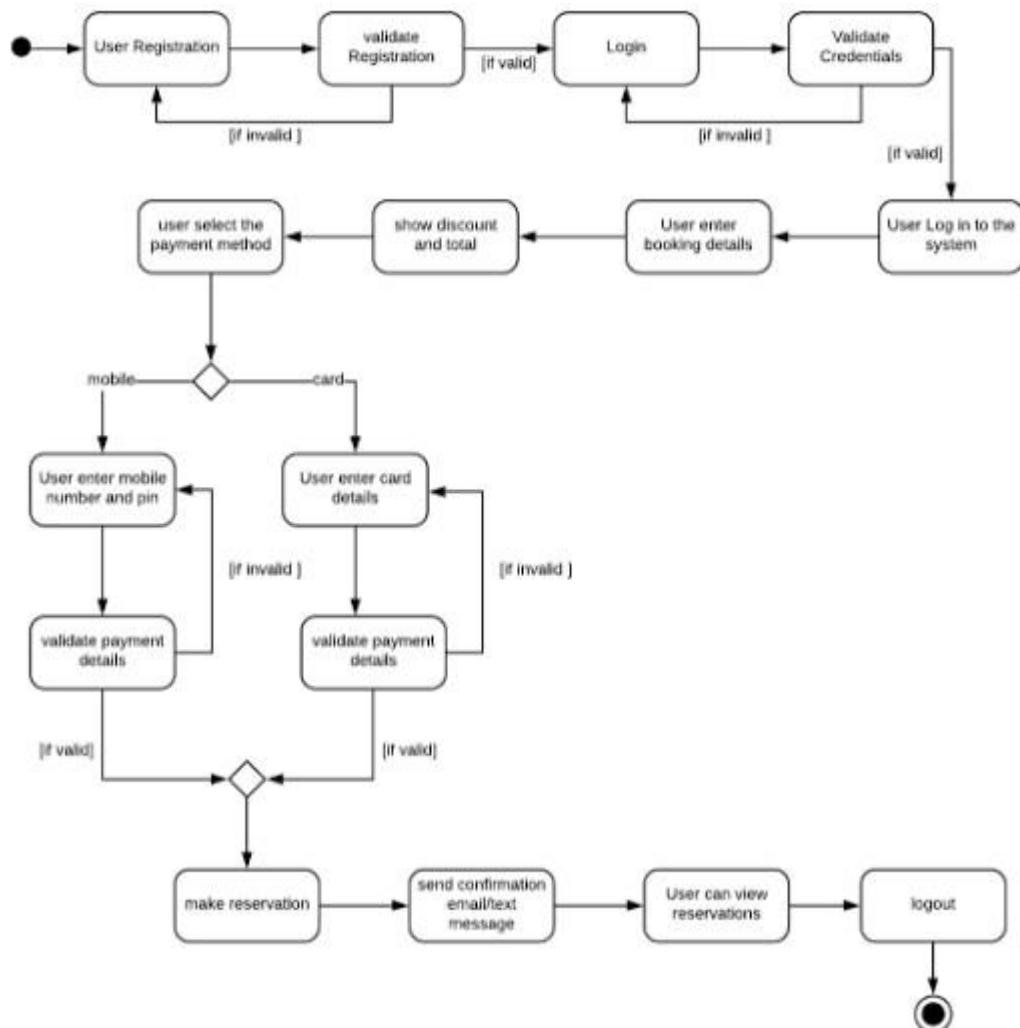 User Registration
validate
Registration
[if valid]
Login
Validate
Credentials
[if invalid ]
[if invalid ]
[if valid]
user select the
payment method
show discount
and total
User enter
booking details
User Log in to the
system
mobile
card
User enter mobile
number and pin
User enter card
details
[if invalid ]
[if invalid ]
validate payment
details
validate payment
details
[if valid]
[if valid]
make reservation
send confirmation
email/text
message
User can view
reservations
logout